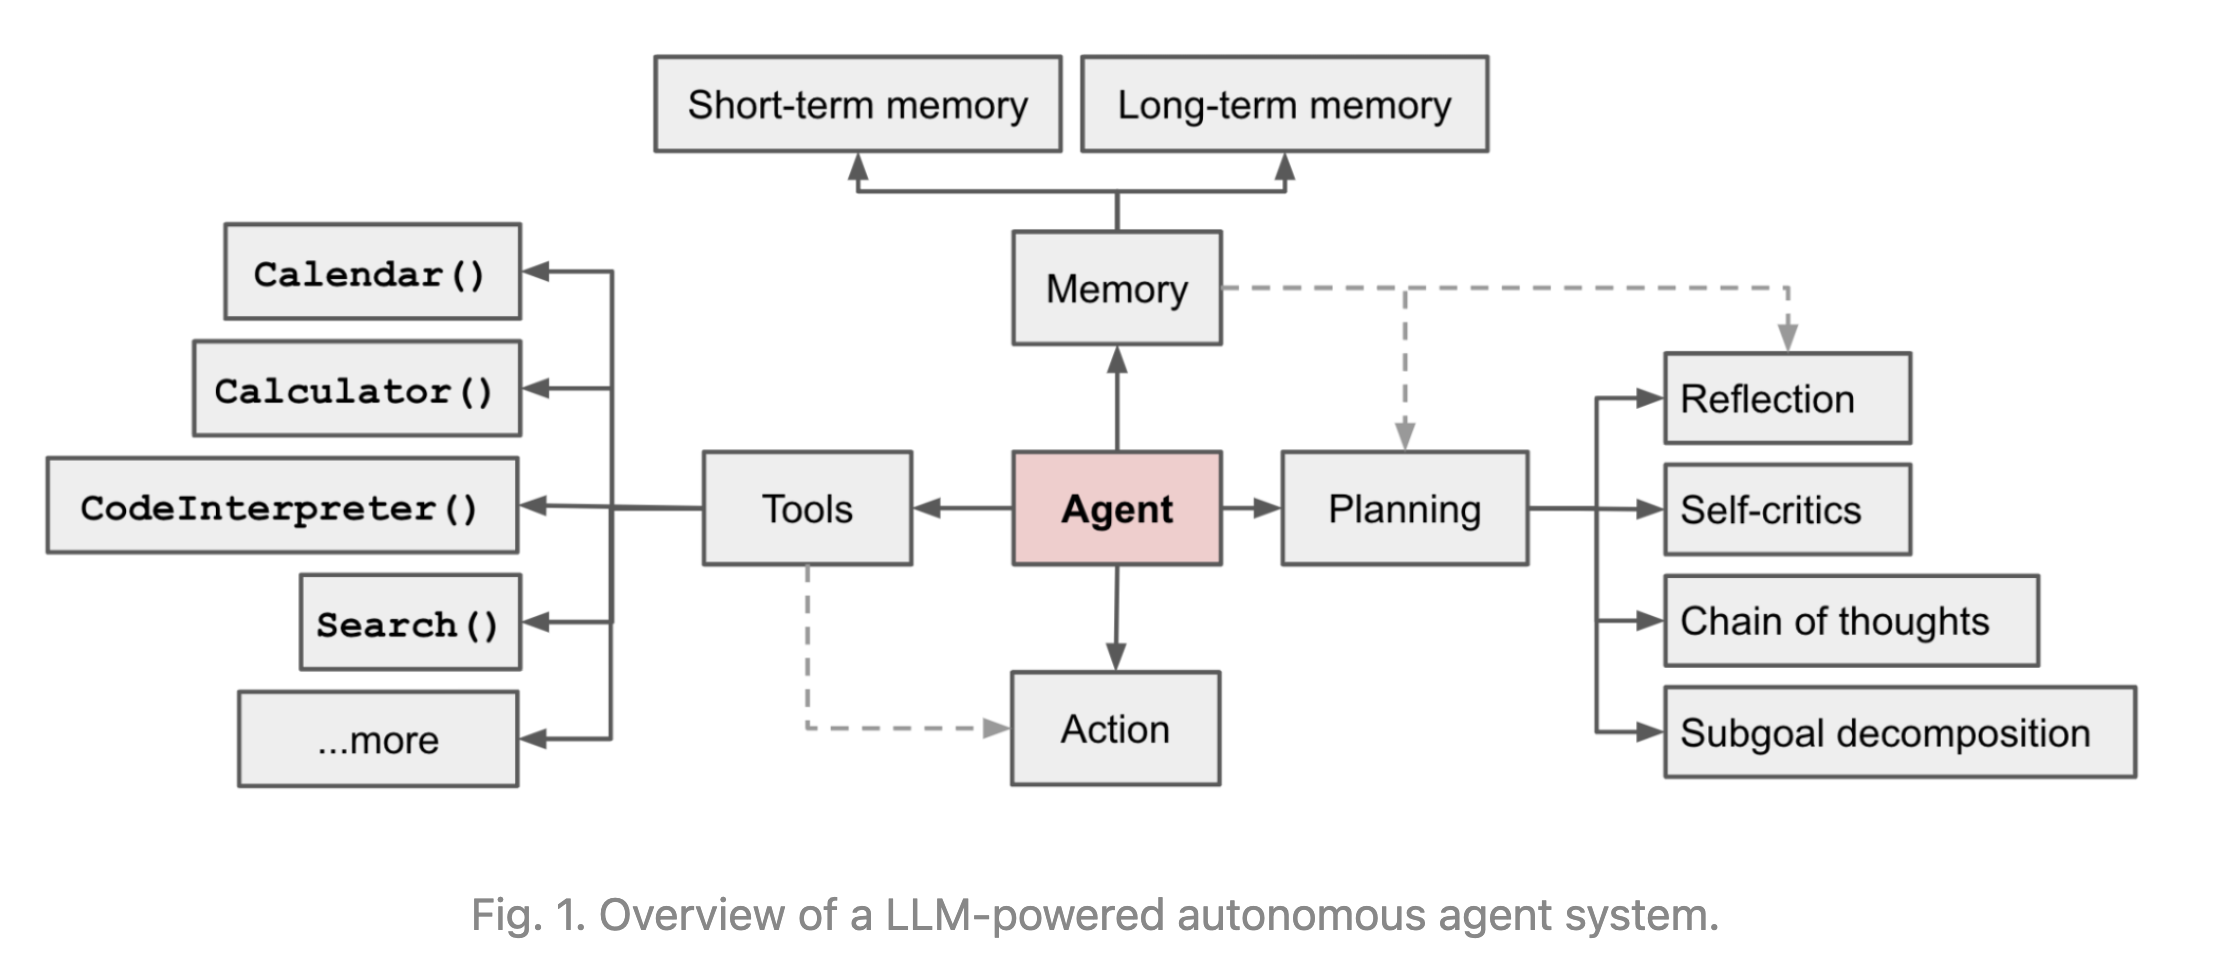 Short-term memory
Long-term memory
Calendar()
Memory
Calculator()
Reflection
CodeInterpreter()
Tools
Agent
Planning
Self-critics
Search()
Chain of thoughts
...more
Action
Subgoal decomposition
Fig. 1. Overview of a LLM-powered autonomous agent system.